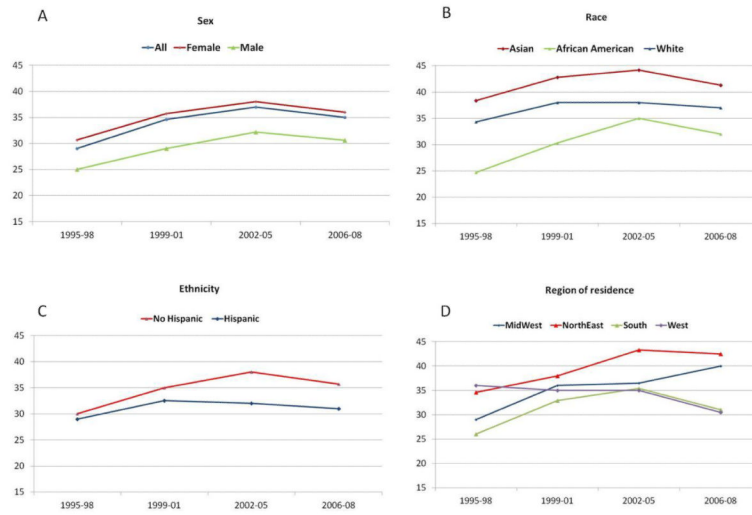 A
Sex
All Female Male
45
40
35
30
25
20
15
1995-98 1999-01 2002-05 2006-08
B
Race
Asian African American White
45
40
35
30
25
20
15
1995-98 1999-01 2002-05 2006-08
C
Ethnicity
No Hispanic Hispanic
45
40
35
30
25
20
15
1995-98 1999-01 2002-05 2006-08
Region of residence
D
MidWest NorthEast South West
45
40
35
30
25
20
15
1995-98 1999-01 2002-05 2006-08